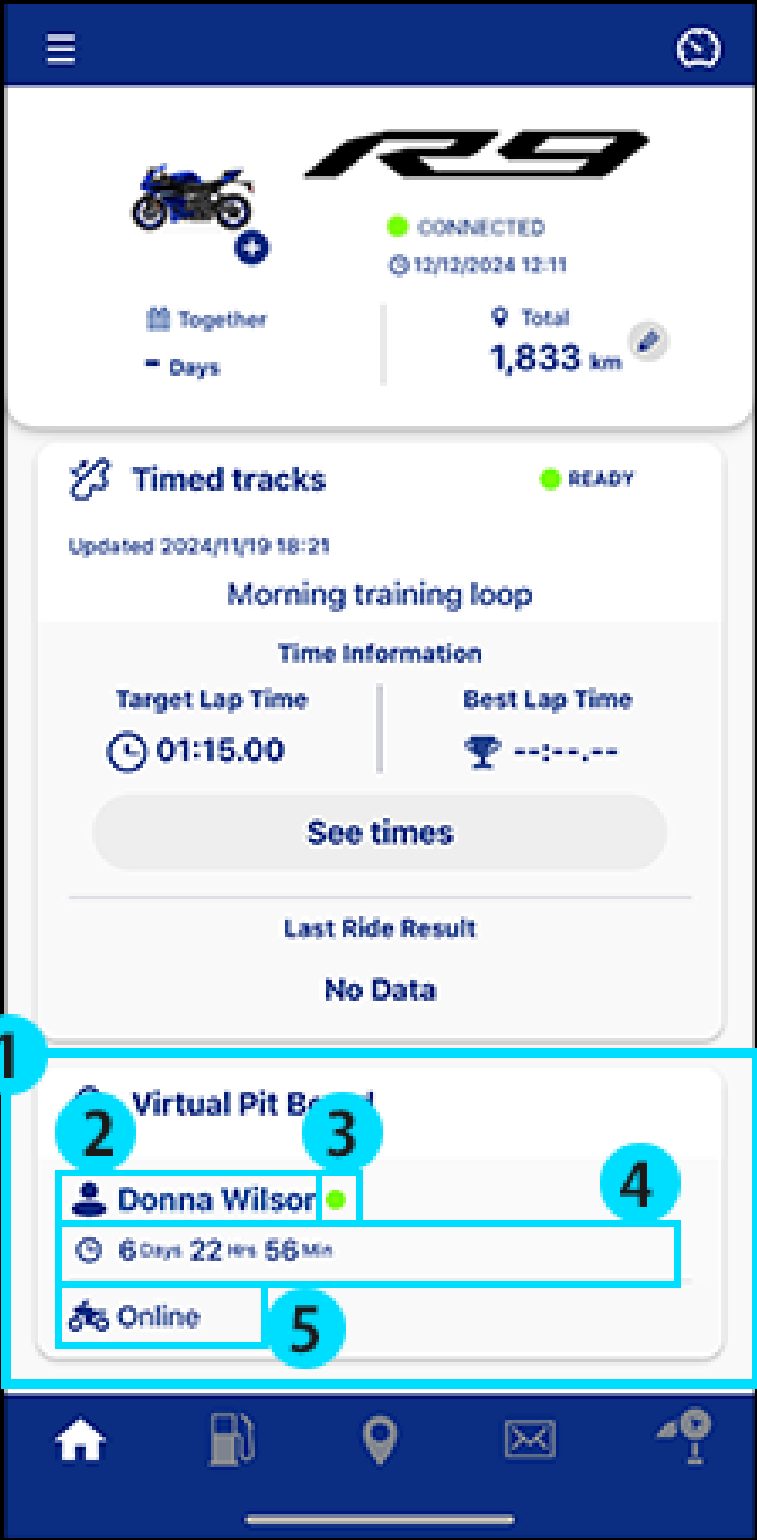 R9
CONNECTED
12/12/2024 12:11
Together
- Days
Total
1,833 km
Timed tracks
READY
Updated 2024/11/19 18:21
Morning training loop
Time Information
Target Lap Time
01:15.00
Best Lap Time
--:--.--
See times
Last Ride Result
No Data
1
Virtual Pit
2
3
4
Donna
6 Days 22 Hrs 56 Min
Online
5